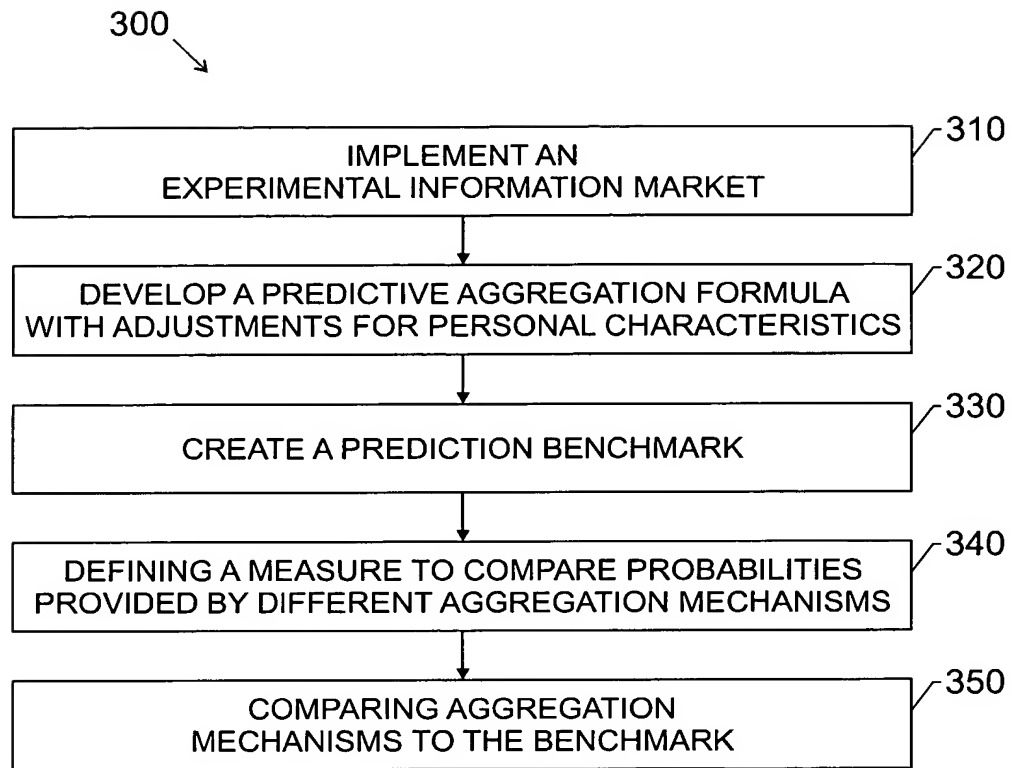 300
310
IMPLEMENT AN
EXPERIMENTAL INFORMATION MARKET
320
DEVELOP A PREDICTIVE AGGREGATION FORMULA
WITH ADJUSTMENTS FOR PERSONAL CHARACTERISTICS
330
CREATE A PREDICTION BENCHMARK
340
DEFINING A MEASURE TO COMPARE PROBABILITIES
PROVIDED BY DIFFERENT AGGREGATION MECHANISMS
350
COMPARING AGGREGATION
MECHANISMS TO THE BENCHMARK